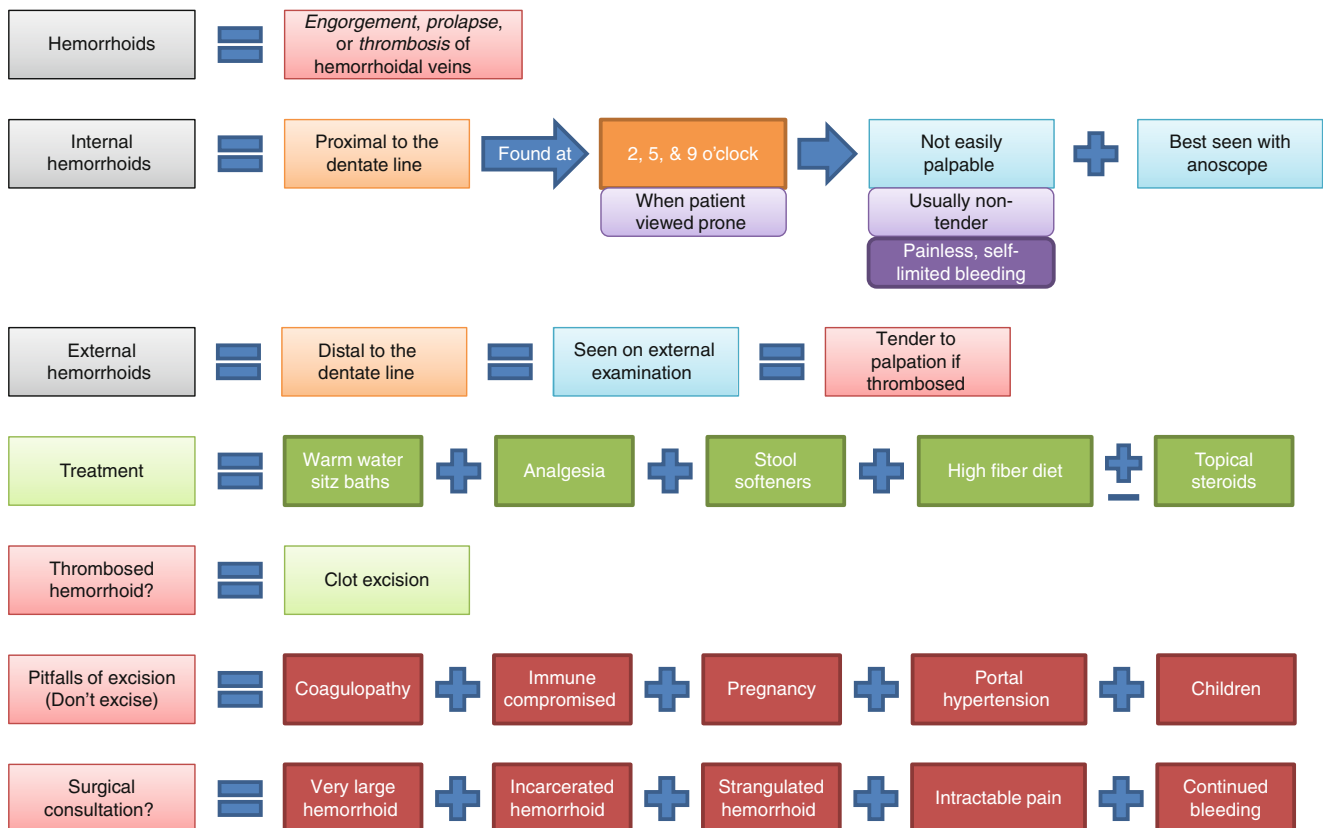 Hemorrhoids
Engorgement, prolapse,
or thrombosis of
hemorrhoidal veins
Internal
hemorrhoids
Proximal to the
dentate line
Found at
2, 5, & 9 o'clock
When patient
viewed prone
Not easily
palpable
Usually non-
tender
Painless, self-
limited bleeding
Best seen with
anoscope
External
hemorrhoids
Distal to the
dentate line
Seen on external
examination
Tender to
palpation if
thrombosed
Treatment
Warm water
sitz baths
Analgesia
Stool
softeners
High fiber diet
Topical
steroids
Thrombosed
hemorrhoid?
Clot excision
Pitfalls of excision
(Don't excise)
Coagulopathy
Immune
compromised
Pregnancy
Portal
hypertension
Children
Surgical
consultation?
Very large
hemorrhoid
Incarcerated
hemorrhoid
Strangulated
hemorrhoid
Intractable pain
Continued
bleeding